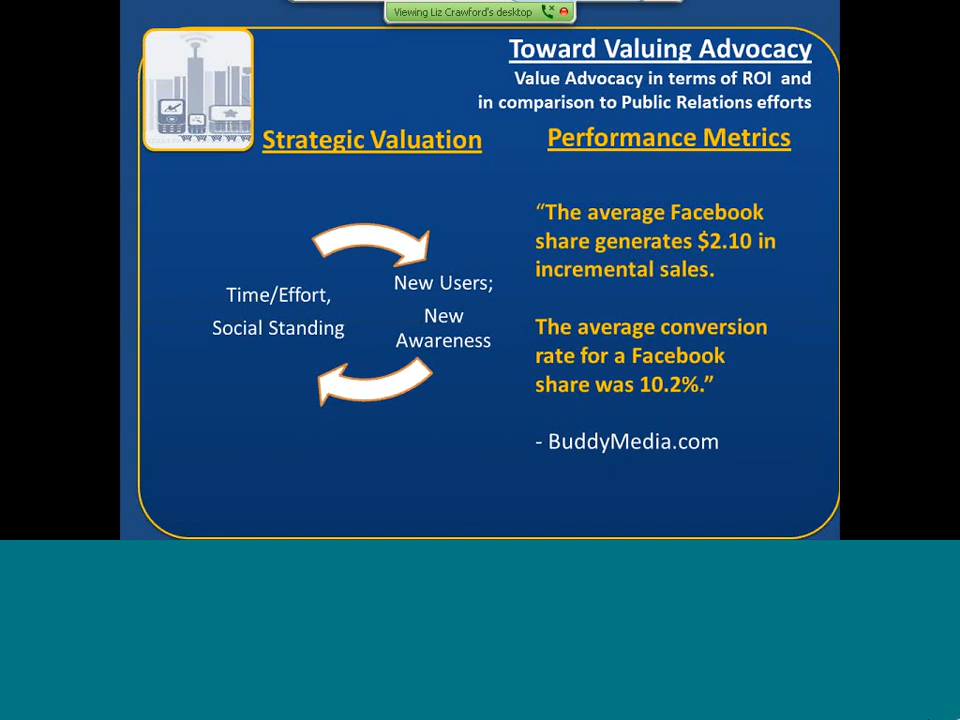 Viewing Liz Crawford's desktop
Toward Valuing Advocacy
Value Advocacy in terms of ROI and
in comparison to Public Relations efforts
Strategic Valuation
Performance Metrics
Time/Effort,
Social Standing
New Users;
New
Awareness
“The average Facebook
share generates $2.10 in
incremental sales.
The average conversion
rate for a Facebook
share was 10.2%.”
- BuddyMedia.com